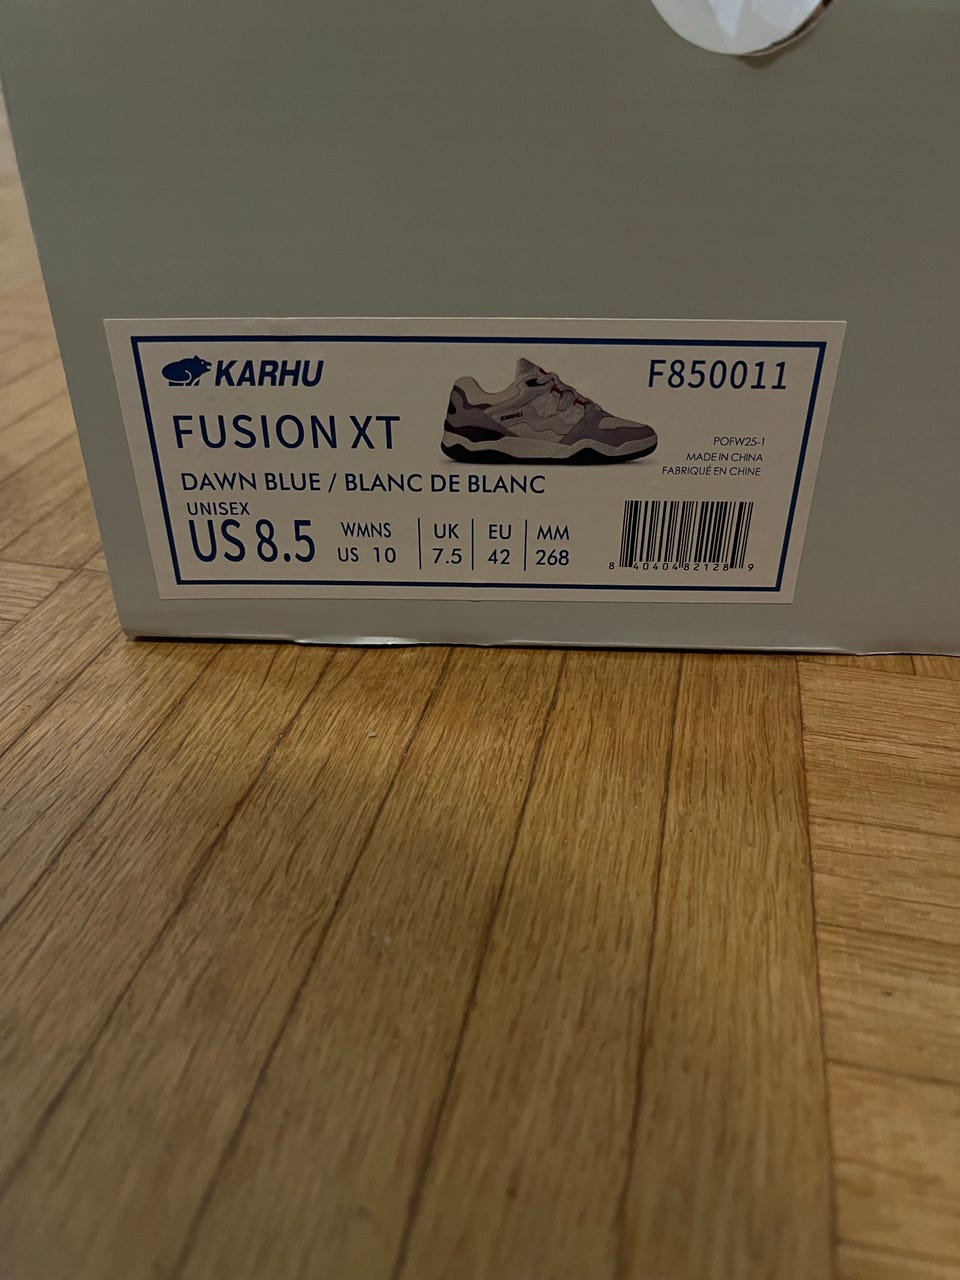 KARHU
F850011
FUSION XT
KARHU
POFW25-1
MADE IN CHINA
FABRIQUÉ EN CHINE
DAWN BLUE / BLANC DE BLANC
UNISEX
US 8.5
WMNS
US 10
UK
7.5
EU
42
MM
268
8 40404 82128 9